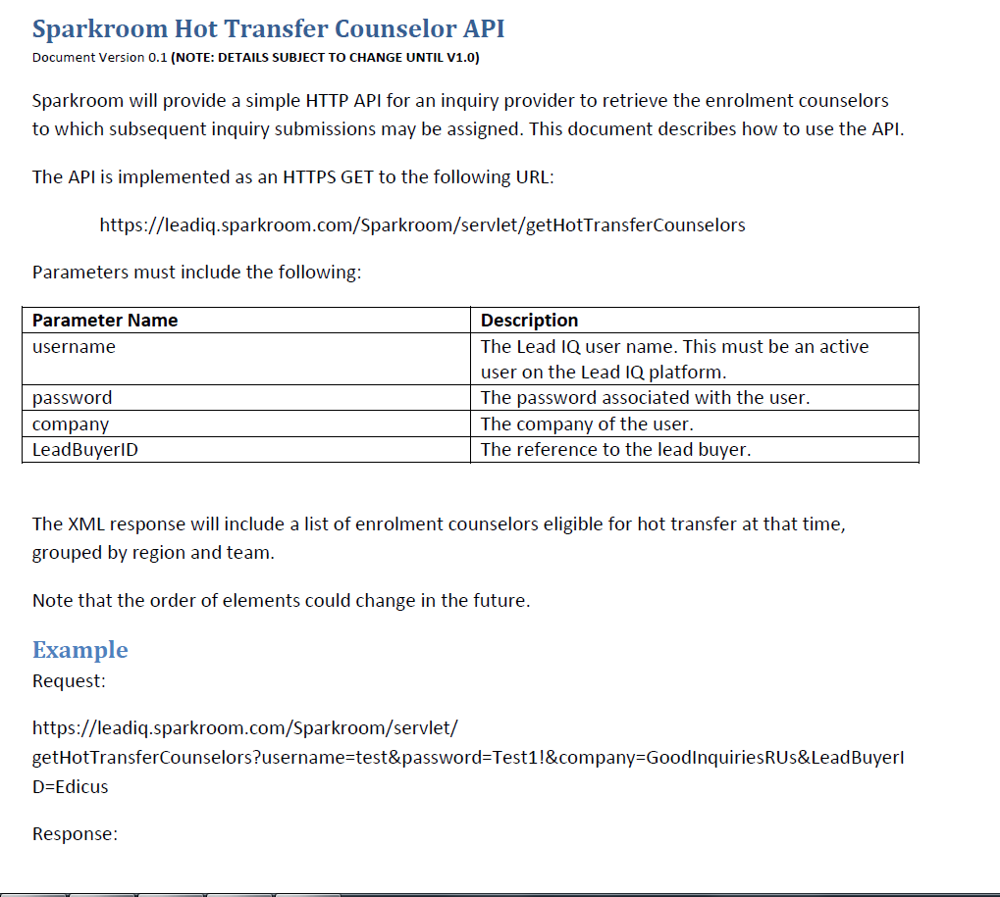 Sparkroom Hot Transfer Counselor API
Document Version 0.1 (NOTE: DETAILS SUBJECT TO CHANGE UNTIL V1.0)
Sparkroom will provide a simple HTTP API for an inquiry provider to retrieve the enrolment counselors
to which subsequent inquiry submissions may be assigned. This document describes how to use the API.
The API is implemented as an HTTPS GET to the following URL:
https://leadiq.sparkroom.com/Sparkroom/servlet/getHotTransferCounselors
Parameters must include the following:
Parameter Name Description
username The Lead IQ user name. This must be an active
user on the Lead IQ platform.
password The password associated with the user.
company The company of the user.
LeadBuyerID The reference to the lead buyer.
The XML response will include a list of enrolment counselors eligible for hot transfer at that time,
grouped by region and team.
Note that the order of elements could change in the future.
Example
Request:
https://leadiq.sparkroom.com/Sparkroom/servlet/
getHotTransferCounselors?username=test&password=Test1!&company=GoodInquiriesRUs&LeadBuyerI
D=Edicus
Response: